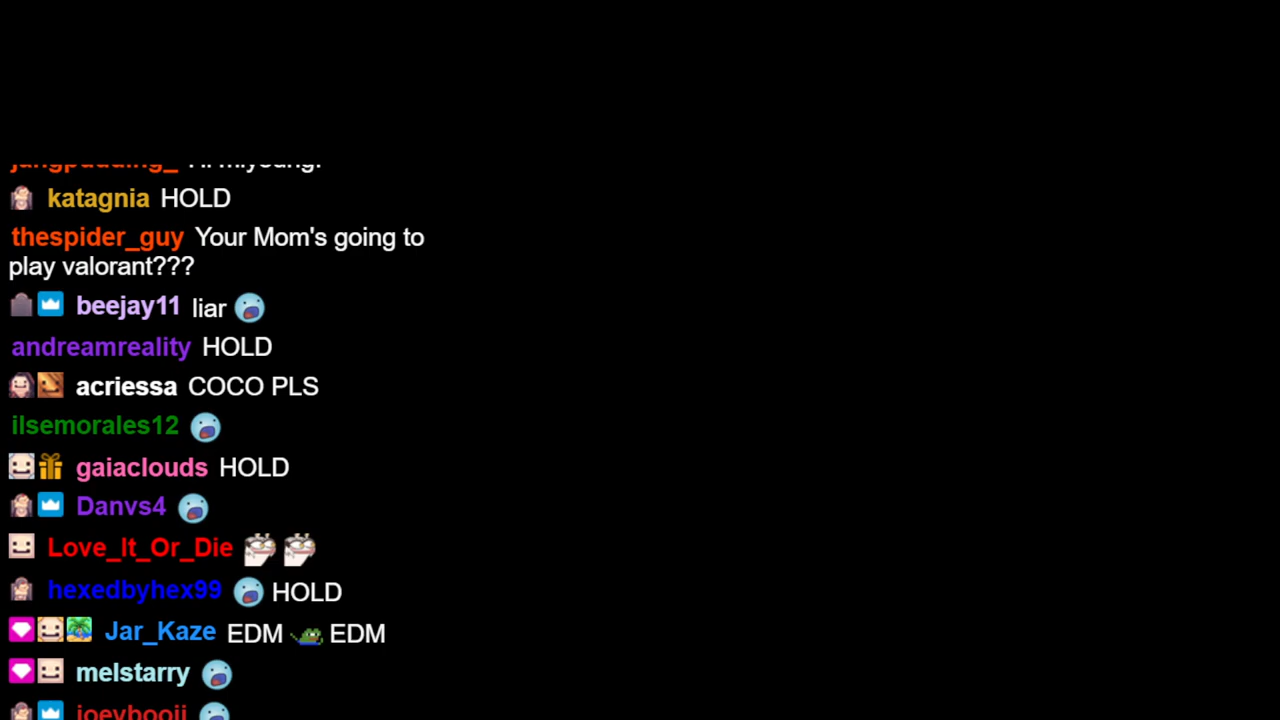 katagnia HOLD
thespider_guy Your Mom's going to
play valorant???
beejay11 liar
andreamreality HOLD
acriessa COCO PLS
ilsemorales12
gaiaclouds HOLD
Danvs4
Love_It_Or_Die
hexedbyhex99 HOLD
Jar_Kaze EDM EDM
melstarry